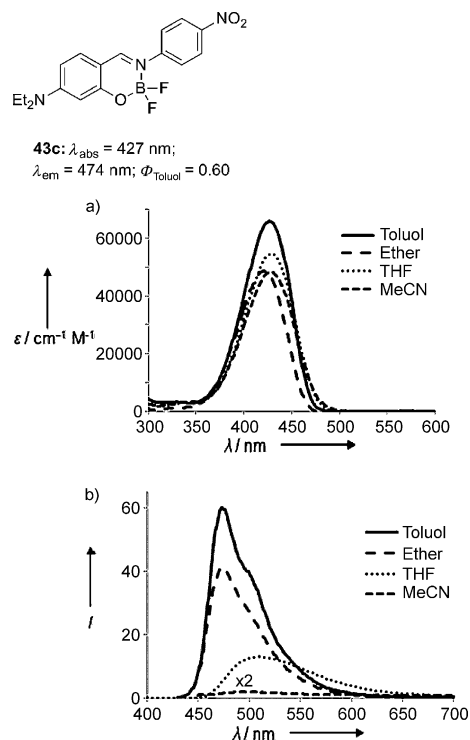 NO₂
N
B
F
F
O
Et₂N
43c: λabs = 427 nm;
λem = 474 nm; ΦToluol = 0.60
a)
60000
40000
20000
0
ε / cm⁻¹ M⁻¹
Toluol
Ether
THF
MeCN
300 350 400 450 500 550 600
λ / nm
b)
60
40
20
0
I
Toluol
Ether
THF
MeCN
x2
400 450 500 550 600 650 700
λ / nm